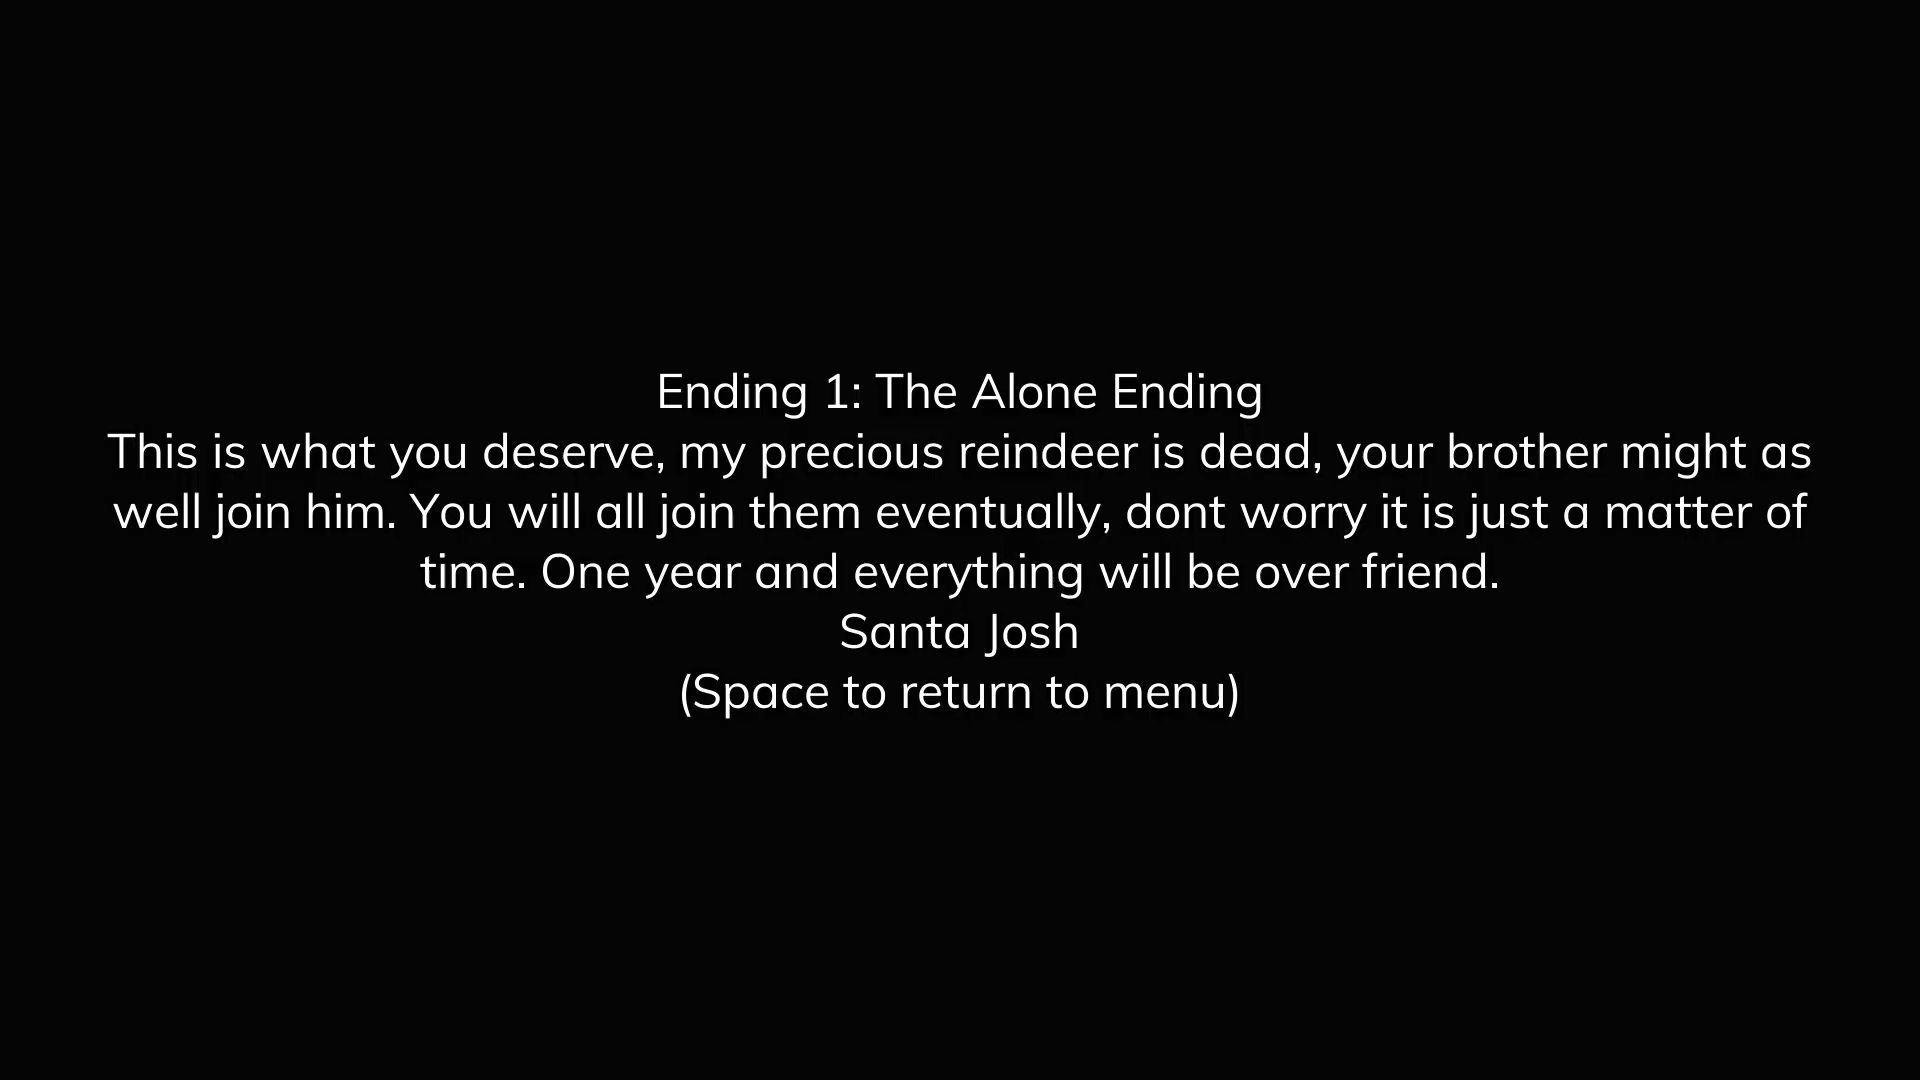 Ending 1: The Alone Ending
This is what you deserve, my precious reindeer is dead, your brother might as
well join him. You will all join them eventually, dont worry it is just a matter of
time. One year and everything will be over friend.
Santa Josh
(Space to return to menu)